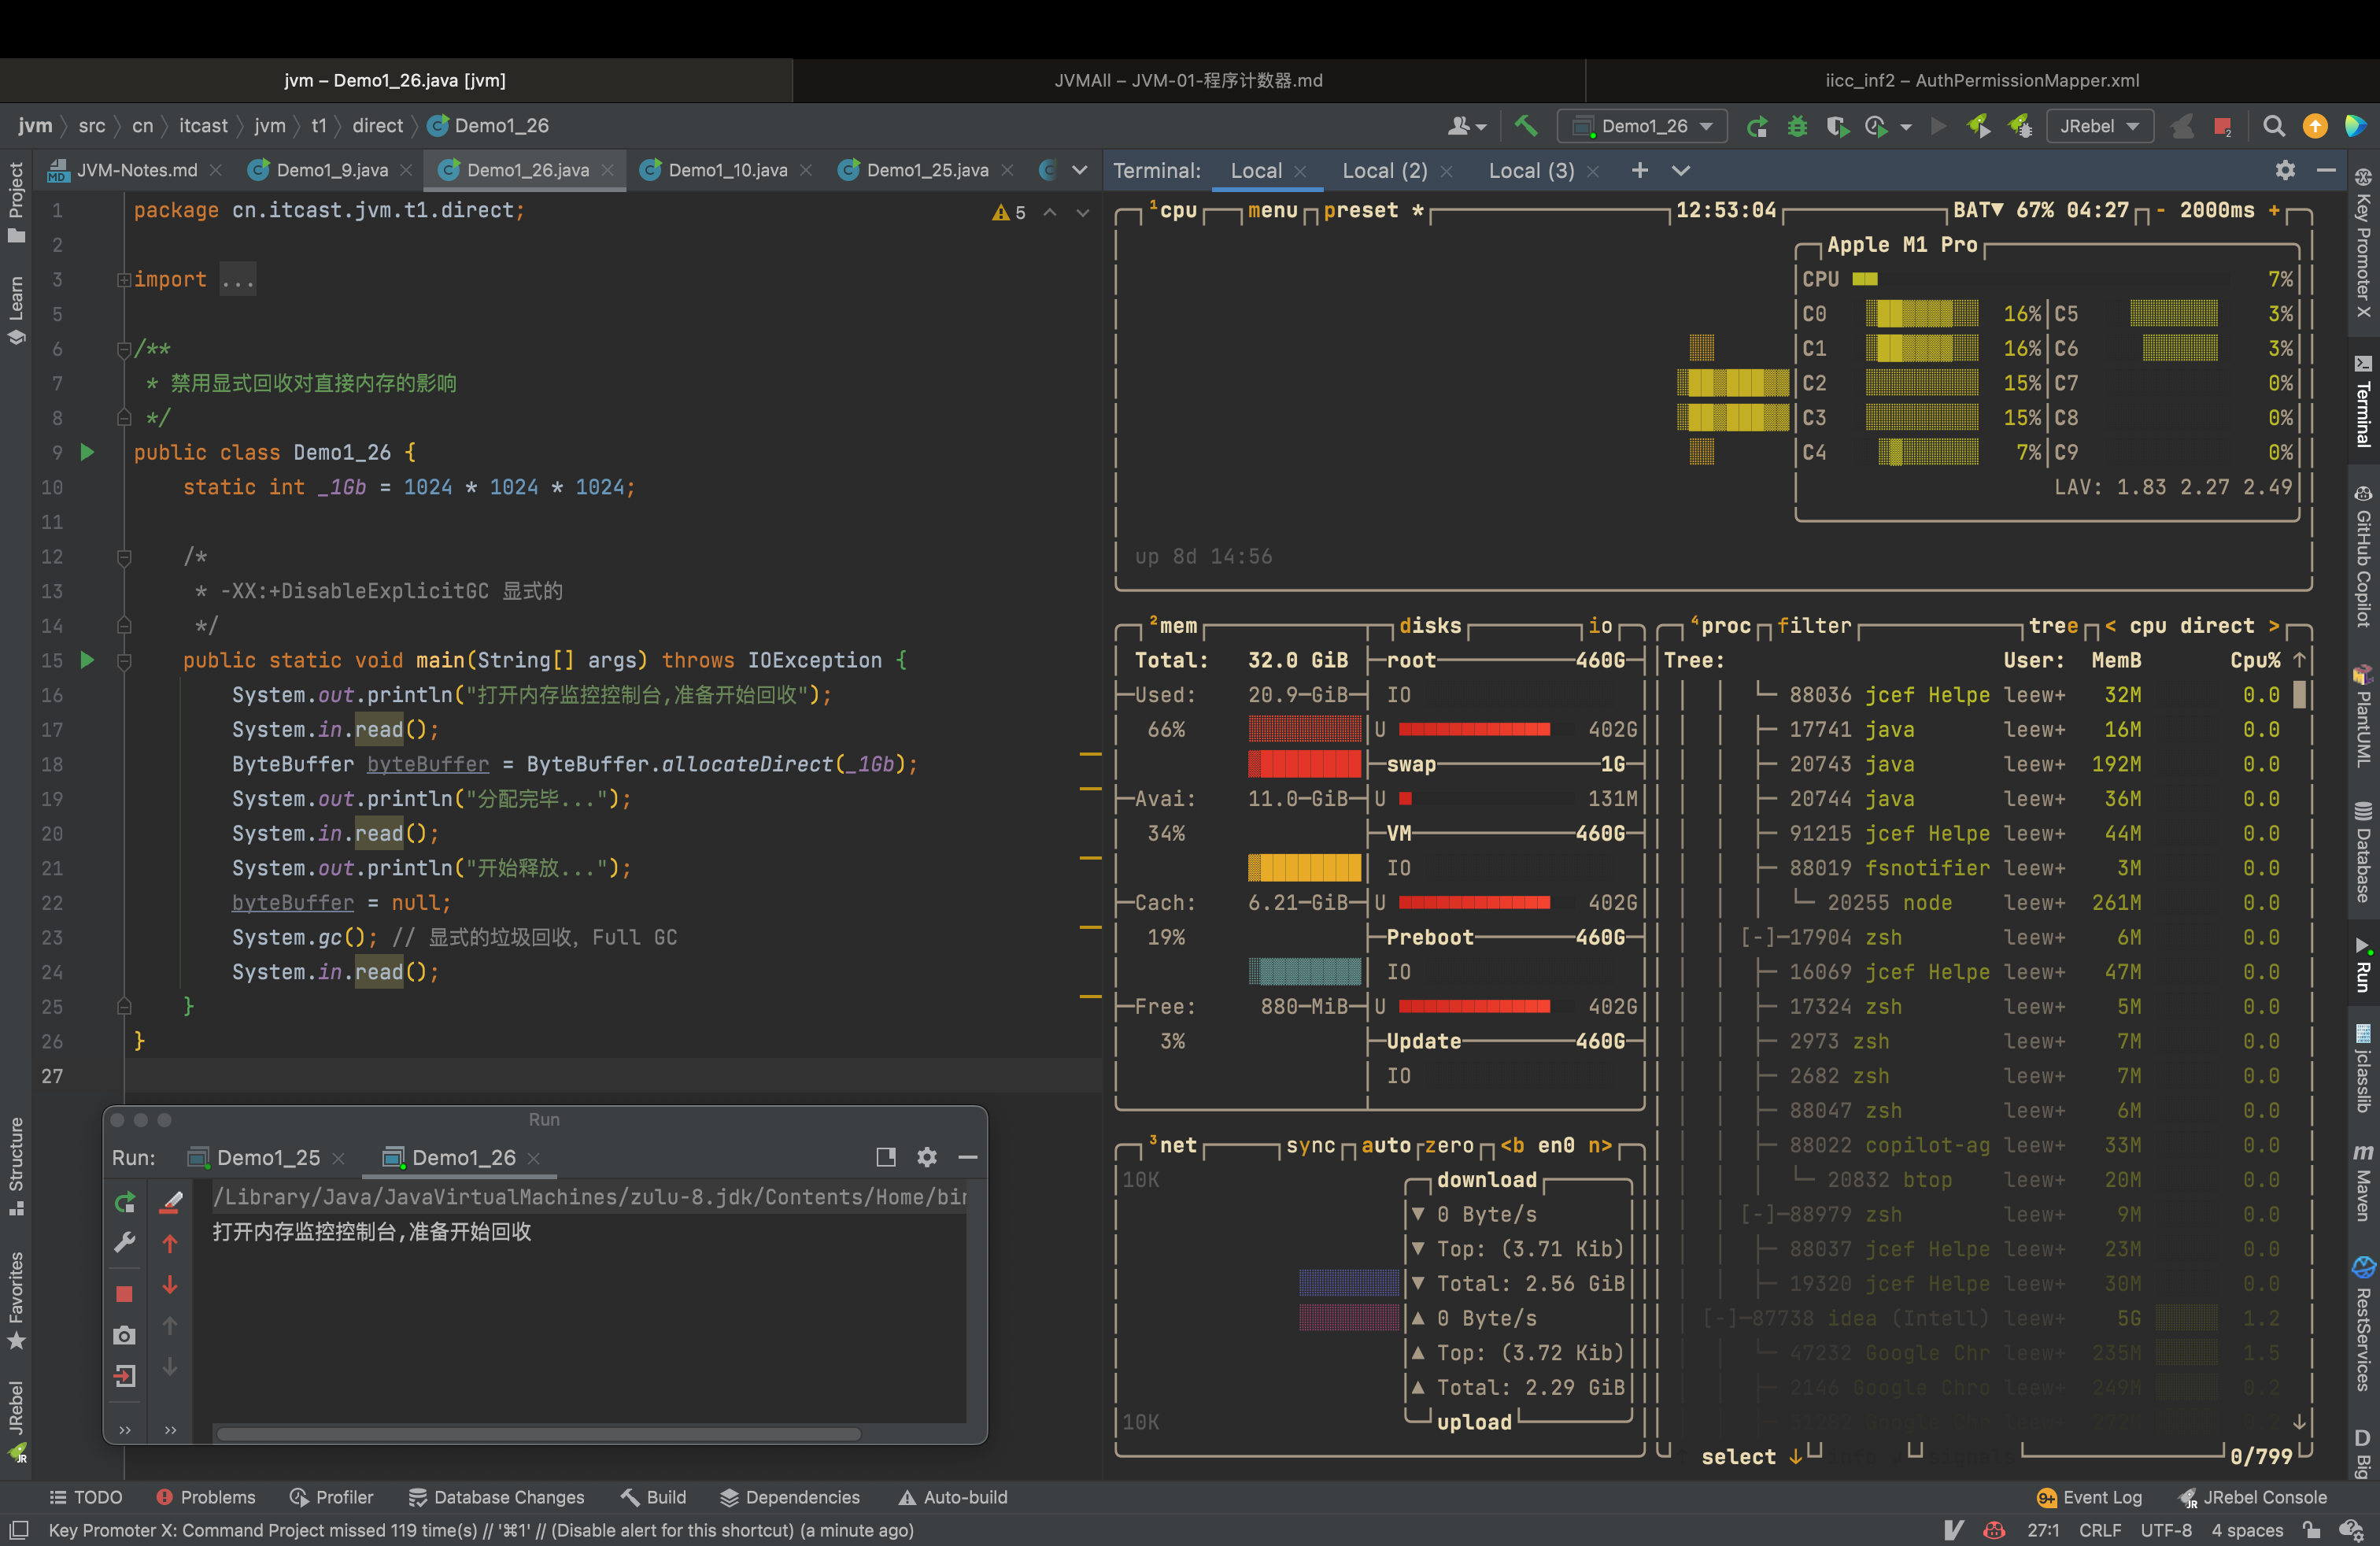 jvm – Demo1_26.java [jvm]
JVMAll – JVM-01-程序计数器.md
iicc_inf2 – AuthPermissionMapper.xml
jvm 〉 src 〉 cn 〉 itcast 〉 jvm 〉 t1 〉 direct 〉 Demo1_26
Demo1_26
JRebel
Project
Learn
Structure
Favorites
JRebel
JVM-Notes.md
Demo1_9.java
Demo1_26.java
Demo1_10.java
Demo1_25.java
5
1 package cn.itcast.jvm.t1.direct;
2
3 import ...
5
6 /**
7 * 禁用显式回收对直接内存的影响
8 */
9 public class Demo1_26 {
10 static int _1Gb = 1024 * 1024 * 1024;
11
12 /*
13 * -XX:+DisableExplicitGC 显式的
14 */
15 public static void main(String[] args) throws IOException {
16 System.out.println("打开内存监控控制台,准备开始回收");
17 System.in.read();
18 ByteBuffer byteBuffer = ByteBuffer.allocateDirect(_1Gb);
19 System.out.println("分配完毕...");
20 System.in.read();
21 System.out.println("开始释放...");
22 byteBuffer = null;
23 System.gc(); // 显式的垃圾回收, Full GC
24 System.in.read();
25 }
26 }
27
Run
Run: Demo1_25 Demo1_26
/Library/Java/JavaVirtualMachines/zulu-8.jdk/Contents/Home/bin
打开内存监控控制台,准备开始回收
Terminal: Local Local (2) Local (3)
¹cpu menu preset * 12:53:04 BAT▼ 67% 04:27 - 2000ms +
Apple M1 Pro
CPU 7%
C0 16% C5 3%
C1 16% C6 3%
C2 15% C7 0%
C3 15% C8 0%
C4 7% C9 0%
LAV: 1.83 2.27 2.49
up 8d 14:56
²mem disks io
Total: 32.0 GiB root 460G
Used: 20.9 GiB IO
66% U 402G
swap 1G
Avai: 11.0 GiB U 131M
34% VM 460G
IO
Cach: 6.21 GiB U 402G
19% Preboot 460G
IO
Free: 880 MiB U 402G
3% Update 460G
IO
³net sync auto zero <b en0 n>
10K
download
▼ 0 Byte/s
▼ Top: (3.71 Kib)
▼ Total: 2.56 GiB
▲ 0 Byte/s
▲ Top: (3.72 Kib)
▲ Total: 2.29 GiB
upload
10K
⁴proc filter tree < cpu direct >
Tree: User: MemB Cpu% ↑
88036 jcef Helpe leew+ 32M 0.0
17741 java leew+ 16M 0.0
20743 java leew+ 192M 0.0
20744 java leew+ 36M 0.0
91215 jcef Helpe leew+ 44M 0.0
88019 fsnotifier leew+ 3M 0.0
20255 node leew+ 261M 0.0
[-]─17904 zsh leew+ 6M 0.0
16069 jcef Helpe leew+ 47M 0.0
17324 zsh leew+ 5M 0.0
2973 zsh leew+ 7M 0.0
2682 zsh leew+ 7M 0.0
88047 zsh leew+ 6M 0.0
88022 copilot-ag leew+ 33M 0.0
20832 btop leew+ 20M 0.0
[-]─88979 zsh leew+ 9M 0.0
88037 jcef Helpe leew+ 23M 0.0
19320 jcef Helpe leew+ 30M 0.0
[-]─87738 idea (Intell) leew+ 5G 1.2
47232 Google Chr leew+ 235M 1.5
2146 Google Chro leew+ 249M 0.2
select ↓ 0/799
Key Promoter X
Terminal
GitHub Copilot
PlantUML
Database
Run
jclasslib
Maven
RestServices
Big
TODO Problems Profiler Database Changes Build Dependencies Auto-build
9+ Event Log JRebel Console
Key Promoter X: Command Project missed 119 time(s) // '⌘1' // (Disable alert for this shortcut) (a minute ago)
27:1 CRLF UTF-8 4 spaces